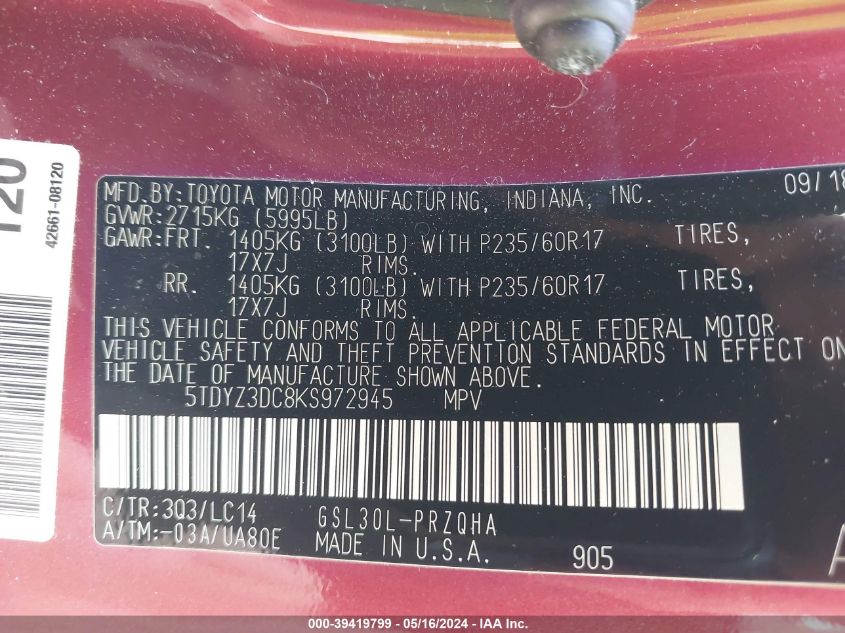 120
42661-08120
MFD.BY:TOYOTA MOTOR MANUFACTURING, INDIANA, INC. 09/18
GVWR:2715KG (5995LB)
GAWR:FRT. 1405KG (3100LB) WITH P235/60R17 TIRES,
17X7J RIMS.
RR. 1405KG (3100LB) WITH P235/60R17 TIRES,
17X7J RIMS.
THIS VEHICLE CONFORMS TO ALL APPLICABLE FEDERAL MOTOR
VEHICLE SAFETY AND THEFT PREVENTION STANDARDS IN EFFECT ON
THE DATE OF MANUFACTURE SHOWN ABOVE.
5TDYZ3DC8KS972945 MPV
C/TR:3Q3/LC14 GSL30L-PRZQHA
A/TM:-03A/UA80E MADE IN U.S.A. 905
000-39419799 - 05/16/2024 - IAA Inc.